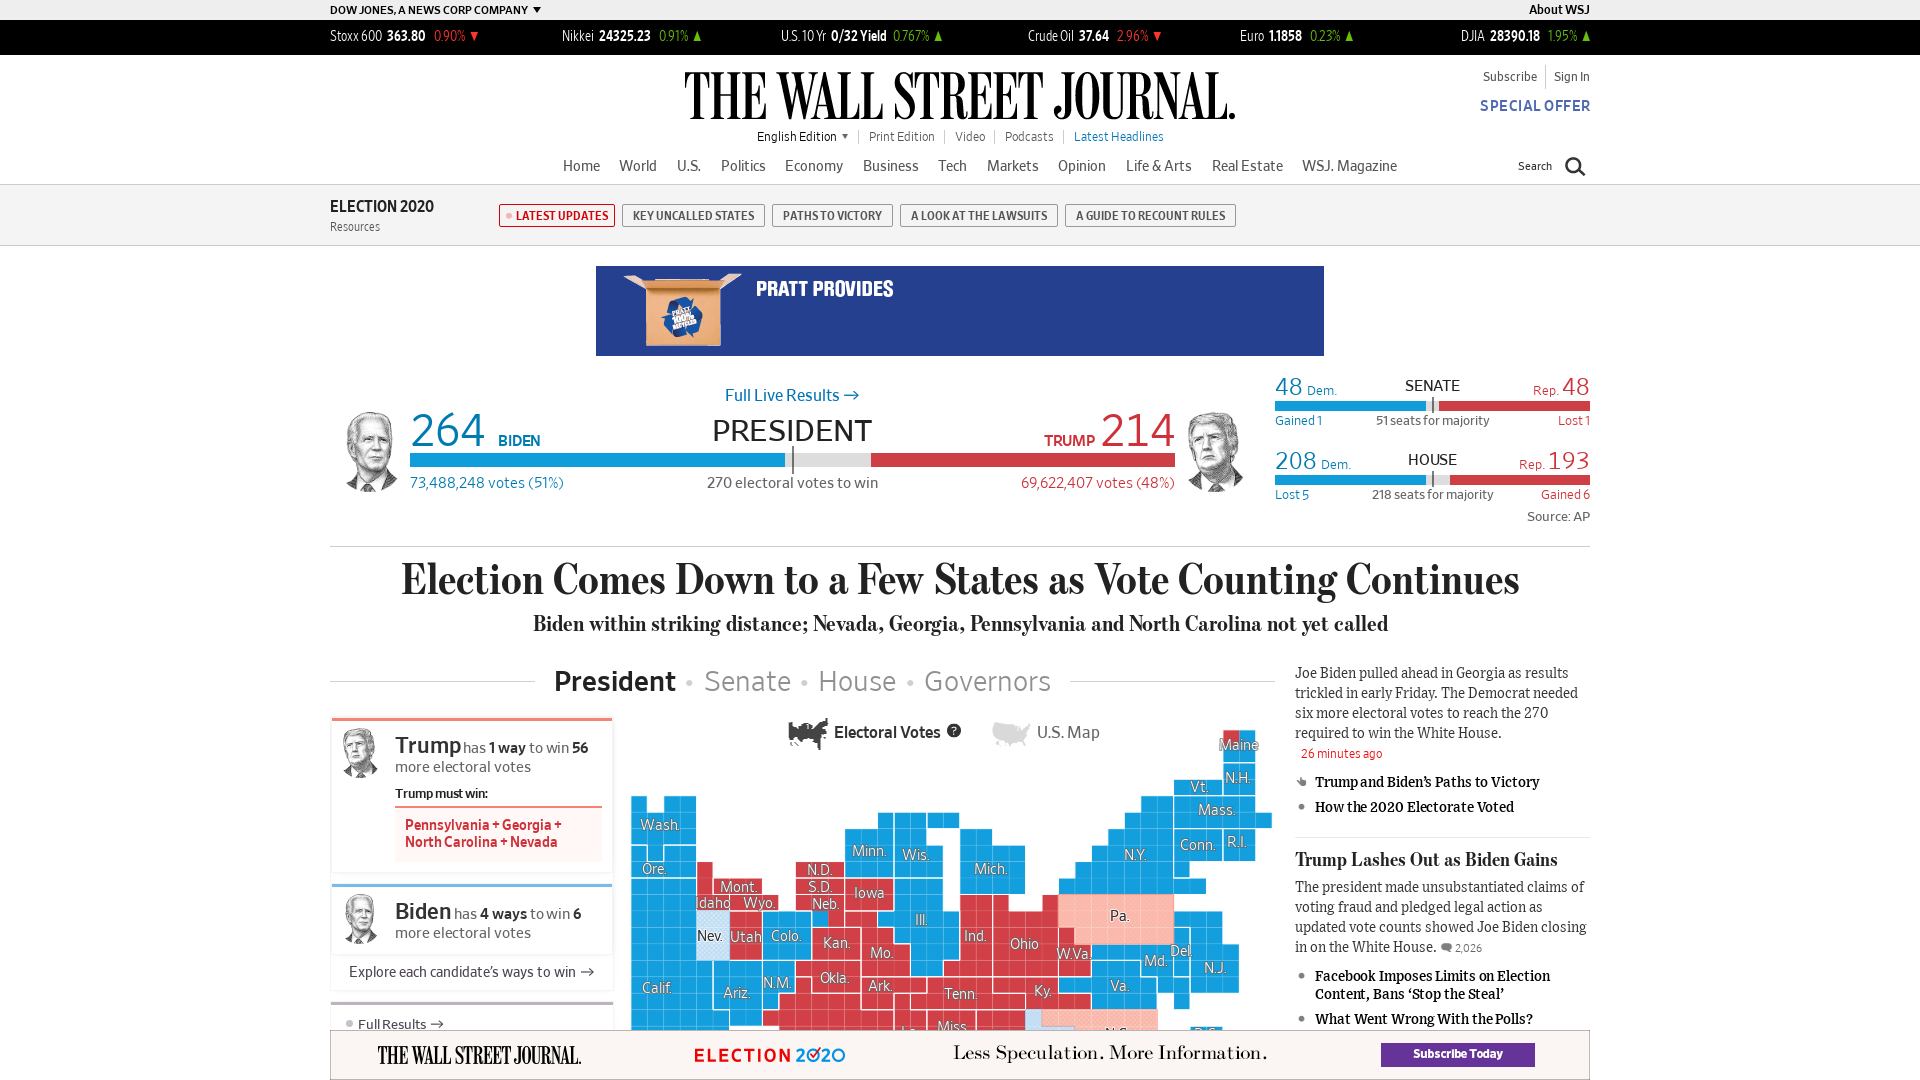 DOW JONES, A NEWS CORP COMPANY
About WSJ
Stoxx 600 363.80 0.90%
Nikkei 24325.23 0.91%
U.S. 10 Yr 0/32 Yield 0.767%
Crude Oil 37.64 2.96%
Euro 1.1858 0.23%
DJIA 28390.18 1.95%
THE WALL STREET JOURNAL.
Subscribe
Sign In
SPECIAL OFFER
English Edition
Print Edition
Video
Podcasts
Latest Headlines
Home
World
U.S.
Politics
Economy
Business
Tech
Markets
Opinion
Life & Arts
Real Estate
WSJ. Magazine
Search
ELECTION 2020
Resources
LATEST UPDATES
KEY UNCALLED STATES
PATHS TO VICTORY
A LOOK AT THE LAWSUITS
A GUIDE TO RECOUNT RULES
PRATT
100%
RECYCLED
PRATT PROVIDES
Full Live Results
264 BIDEN
PRESIDENT
TRUMP 214
73,488,248 votes (51%)
270 electoral votes to win
69,622,407 votes (48%)
48 Dem.
SENATE
Rep. 48
Gained 1
51 seats for majority
Lost 1
208 Dem.
HOUSE
Rep. 193
Lost 5
218 seats for majority
Gained 6
Source: AP
Election Comes Down to a Few States as Vote Counting Continues
Biden within striking distance; Nevada, Georgia, Pennsylvania and North Carolina not yet called
President
Senate
House
Governors
Trump has 1 way to win 56
more electoral votes
Trump must win:
Pennsylvania + Georgia +
North Carolina + Nevada
Biden has 4 ways to win 6
more electoral votes
Explore each candidate's ways to win
Full Results
Electoral Votes ?
U.S. Map
Maine
N.H.
Vt.
Mass.
Wash.
Conn.
R.I.
Minn.
Wis.
N.Y.
Ore.
N.D.
Mich.
Mont.
S.D.
Iowa
Idaho
Wyo.
Neb.
Ill.
Pa.
Nev.
Utah
Colo.
Kan.
Mo.
Ind.
Ohio
W.Va.
Md.
Del.
N.J.
Calif.
Ariz.
N.M.
Okla.
Ark.
Tenn.
Ky.
Va.
Miss.
Joe Biden pulled ahead in Georgia as results
trickled in early Friday. The Democrat needed
six more electoral votes to reach the 270
required to win the White House.
26 minutes ago
Trump and Biden's Paths to Victory
How the 2020 Electorate Voted
Trump Lashes Out as Biden Gains
The president made unsubstantiated claims of
voting fraud and pledged legal action as
updated vote counts showed Joe Biden closing
in on the White House. 2,026
Facebook Imposes Limits on Election
Content, Bans 'Stop the Steal'
What Went Wrong With the Polls?
THE WALL STREET JOURNAL.
ELECTION 2020
Less Speculation. More Information.
Subscribe Today